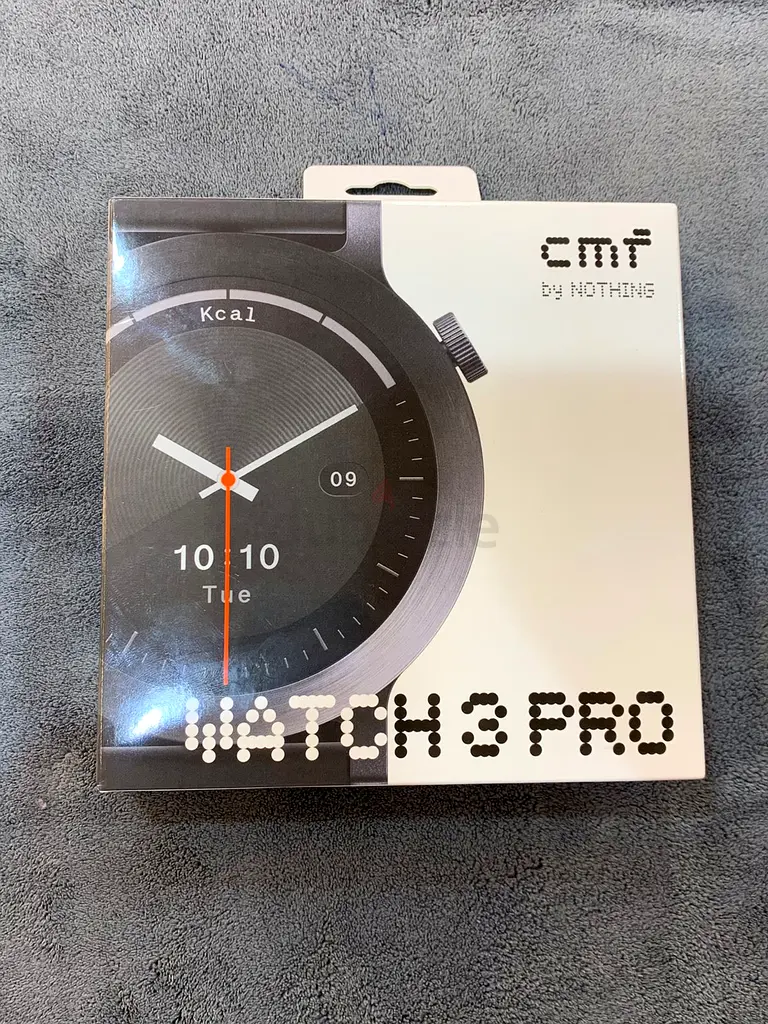 cmf
by NOTHING
Kcal
09
10:10
Tue
WATCH 3 PRO